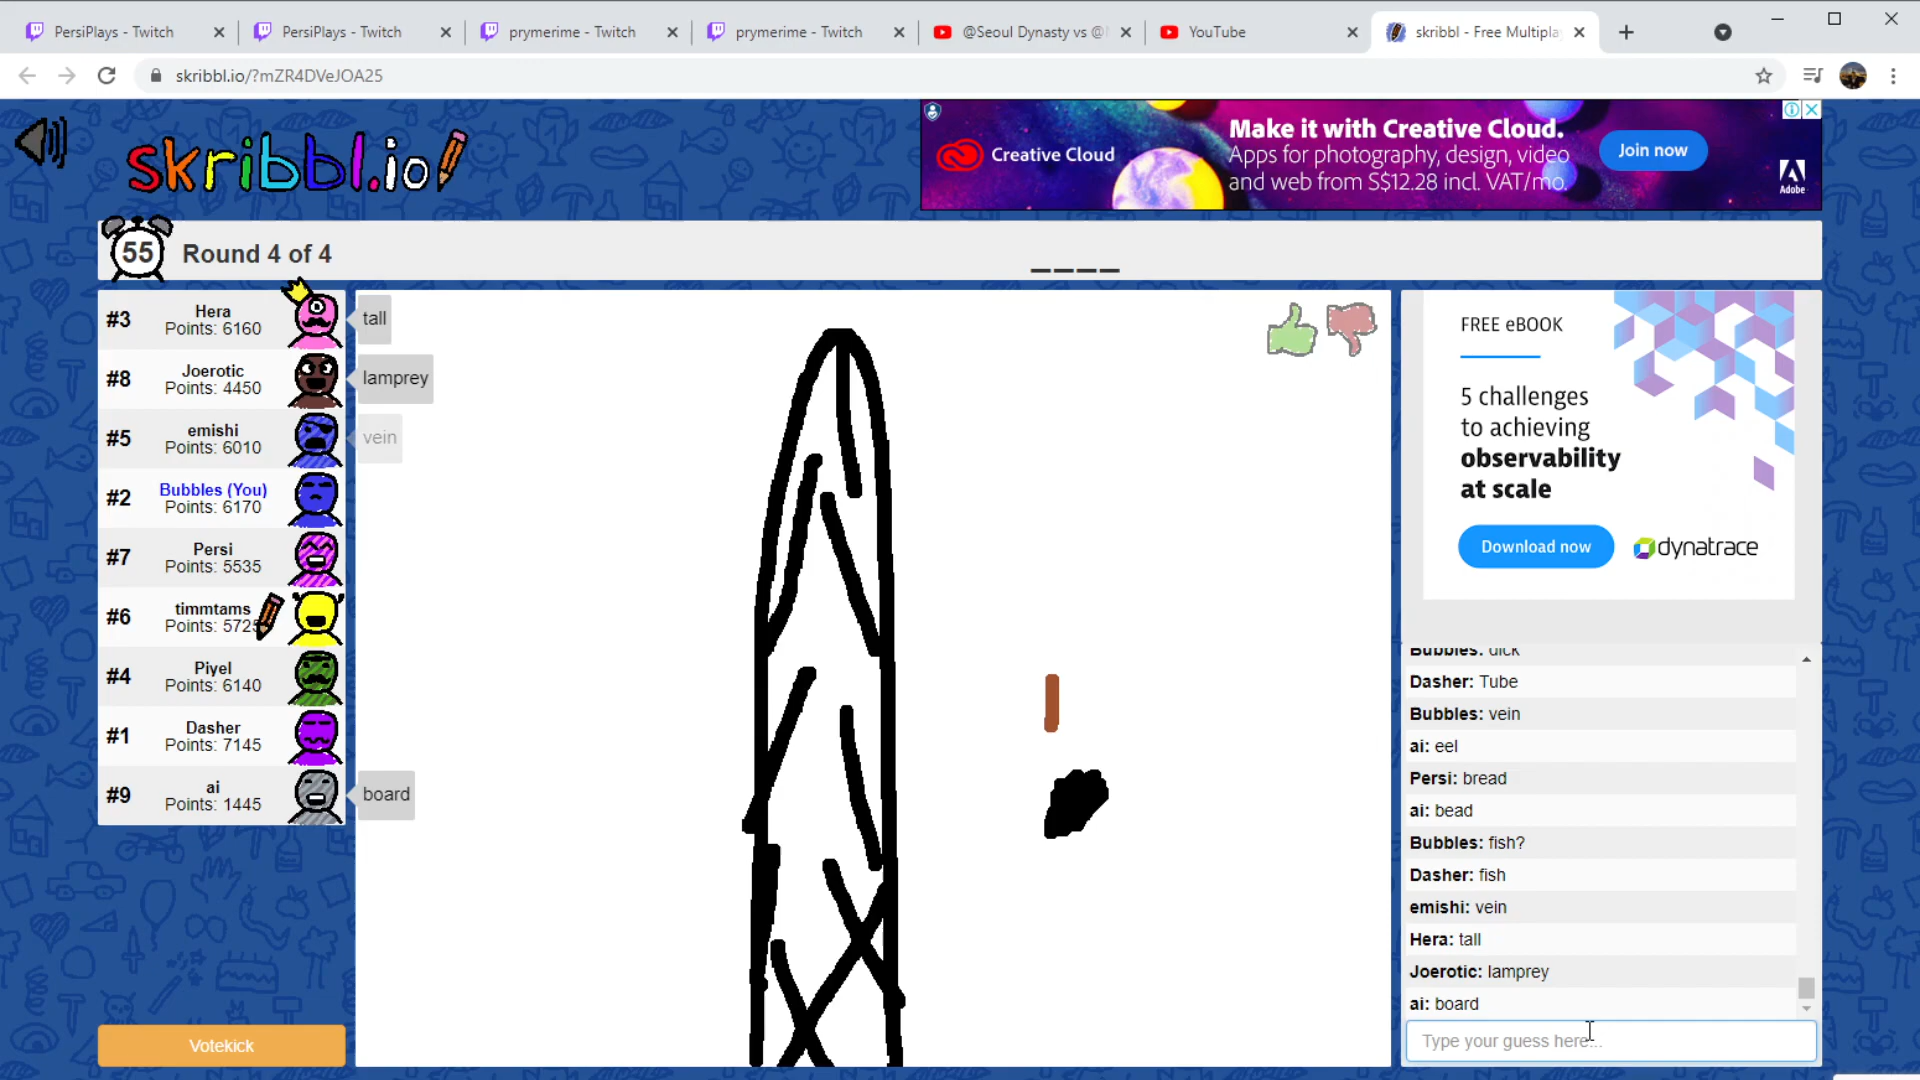 PersiPlays - Twitch
PersiPlays - Twitch
prymerime - Twitch
prymerime - Twitch
@Seoul Dynasty vs @
YouTube
skribbl - Free Multipla
skribbl.io/?mZR4DVeJOA25
skribbl.io
Creative Cloud
Make it with Creative Cloud.
Apps for photography, design, video
and web from S$12.28 incl. VAT/mo.
Join now
Adobe
55
Round 4 of 4
____
#3
Hera
Points: 6160
tall
#8
Joerotic
Points: 4450
lamprey
#5
emishi
Points: 6010
vein
#2
Bubbles (You)
Points: 6170
#7
Persi
Points: 5535
#6
timmtams
Points: 5725
#4
Piyel
Points: 6140
#1
Dasher
Points: 7145
#9
ai
Points: 1445
board
Votekick
FREE eBOOK
5 challenges
to achieving
observability
at scale
Download now
dynatrace
Bubbles: dick
Dasher: Tube
Bubbles: vein
ai: eel
Persi: bread
ai: bead
Bubbles: fish?
Dasher: fish
emishi: vein
Hera: tall
Joerotic: lamprey
ai: board
Type your guess here...